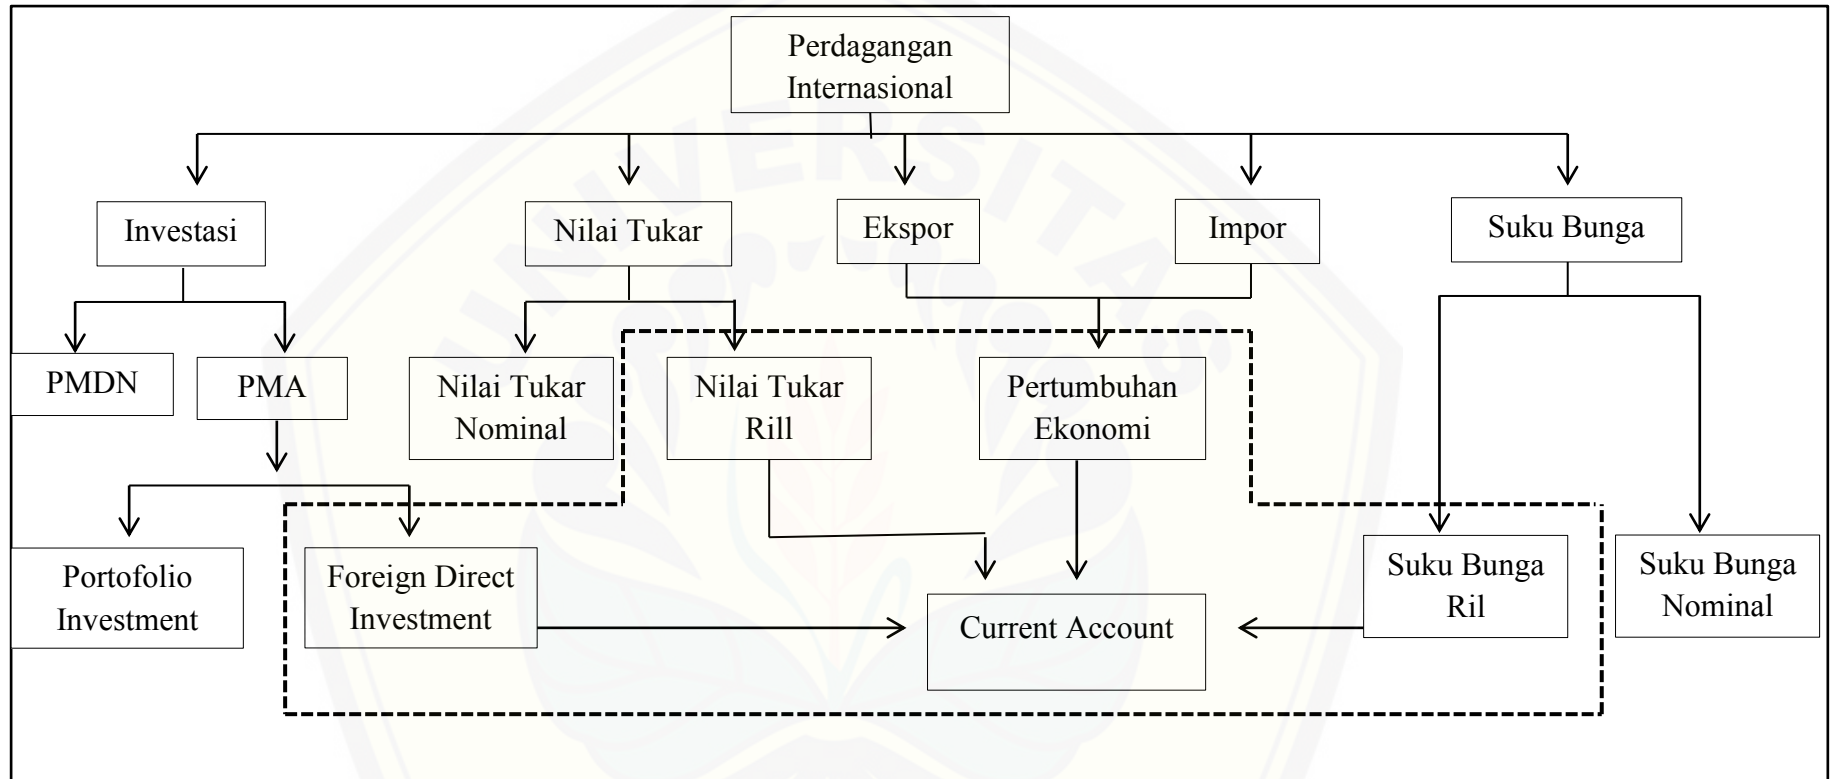 Perdagangan
Internasional
Investasi
Nilai Tukar
Ekspor
Impor
Suku Bunga
PMDN
PMA
Nilai Tukar
Nominal
Nilai Tukar
Rill
Pertumbuhan
Ekonomi
Portofolio
Investment
Foreign Direct
Investment
Current Account
Suku Bunga
Ril
Suku Bunga
Nominal
UNIVERSITAS